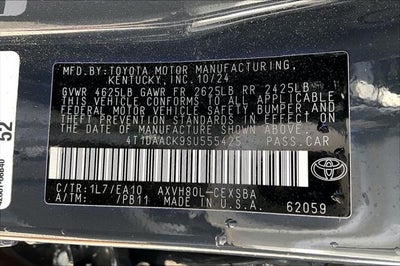 MFD. BY: TOYOTA MOTOR MANUFACTURING,
KENTUCKY, INC. 10/24
GVWR 4625LB GAWR FR 2625LB RR 2425LB
THIS VEHICLE CONFORMS TO ALL APPLICABLE
FEDERAL MOTOR VEHICLE SAFETY, BUMPER, AND
THEFT PREVENTION STANDARDS IN EFFECT ON
THE DATE OF MANUFACTURE SHOWN ABOVE.
4T1DAACK9SU555425 PASS.CAR
C/TR: 1L7/EA10 AXVH80L-CEXSBA
A/TM: -/PB11 MADE IN U.S.A.
62059
TOYOTA
52